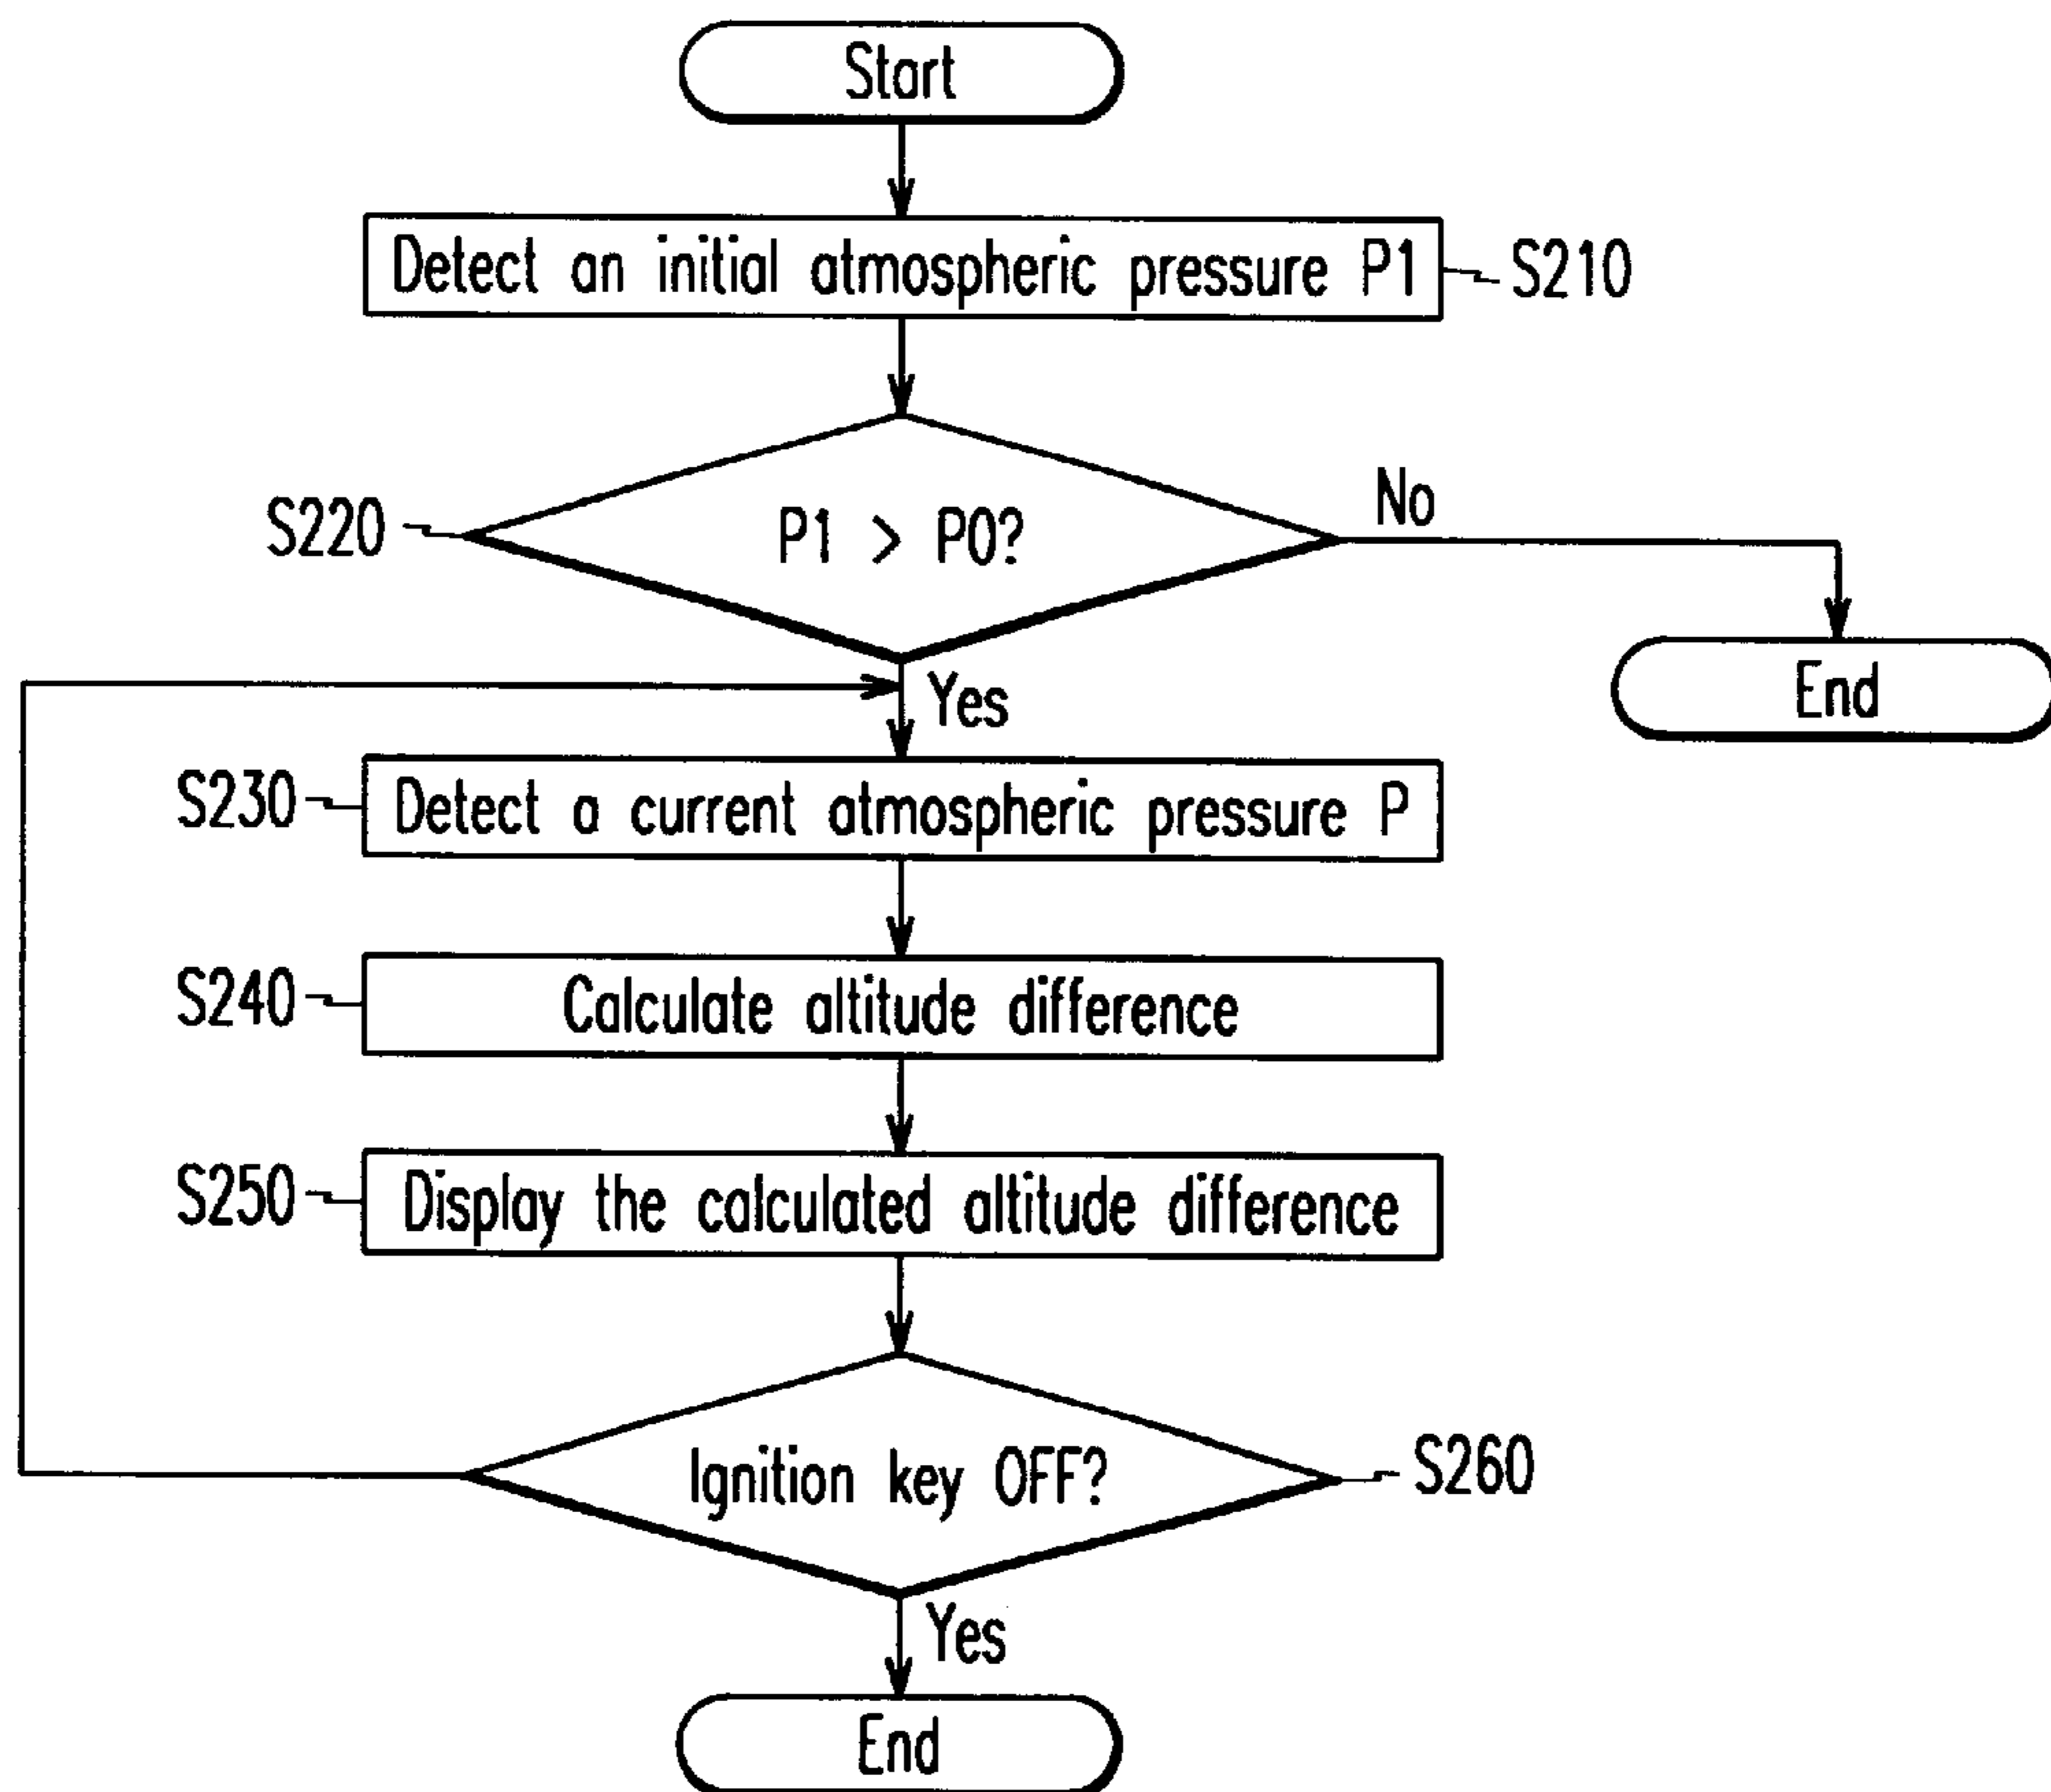 Start
Detect an initial atmospheric pressure P1
S210
S220
P1 > P0?
No
End
Yes
S230
Detect a current atmospheric pressure P
S240
Calculate altitude difference
S250
Display the calculated altitude difference
Ignition key OFF?
S260
Yes
End